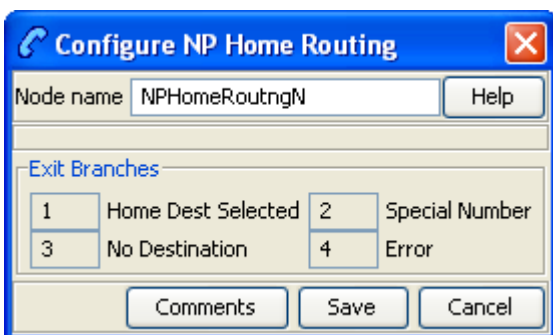 Configure NP Home Routing
Node name NPHomeRoutngN Help
Exit Branches
1 Home Dest Selected 2 Special Number
3 No Destination 4 Error
Comments Save Cancel